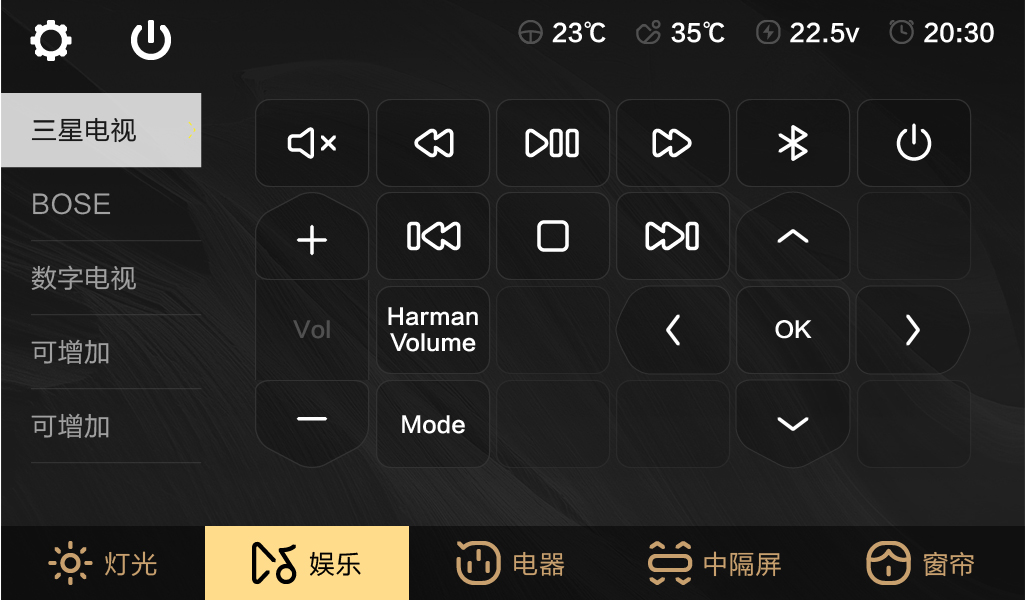 23℃ 35℃ 22.5v 20:30
三星电视
BOSE
数字电视
可增加
可增加
Vol
Harman
Volume
OK
Mode
灯光 娱乐 电器 中隔屏 窗帘